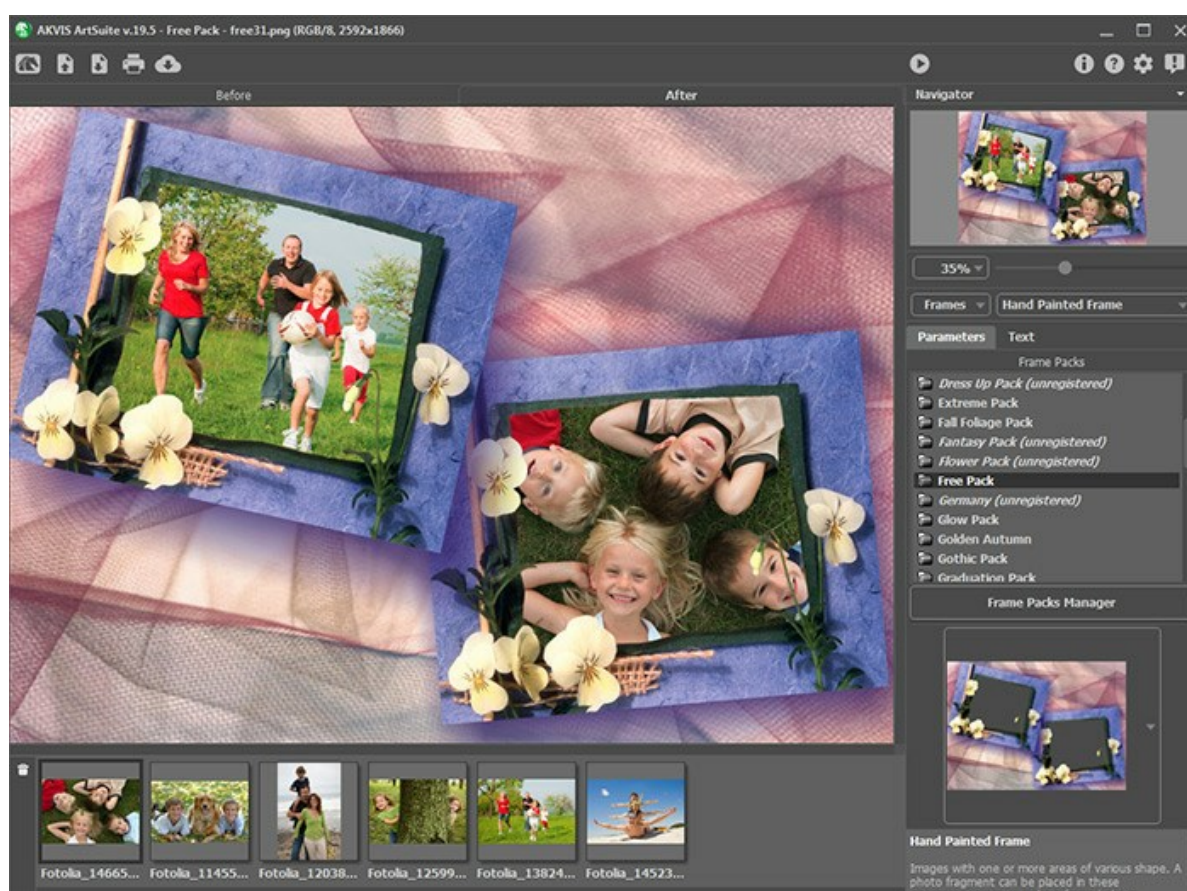 AKVIS ArtSuite v.19.5 - Free Pack - free31.png (RGB/8, 2592x1866)
Before
After
Navigator
35%
Frames
Hand Painted Frame
Parameters
Text
Frame Packs
Dress Up Pack (unregistered)
Extreme Pack
Fall Foliage Pack
Fantasy Pack (unregistered)
Flower Pack (unregistered)
Free Pack
Germany (unregistered)
Glow Pack
Golden Autumn
Gothic Pack
Graduation Pack
Frame Packs Manager
Fotolia_14665...
Fotolia_11455...
Fotolia_12038...
Fotolia_12599...
Fotolia_13824...
Fotolia_14523...
Hand Painted Frame
Images with one or more areas of various shape. A
photo fragment can be placed in these